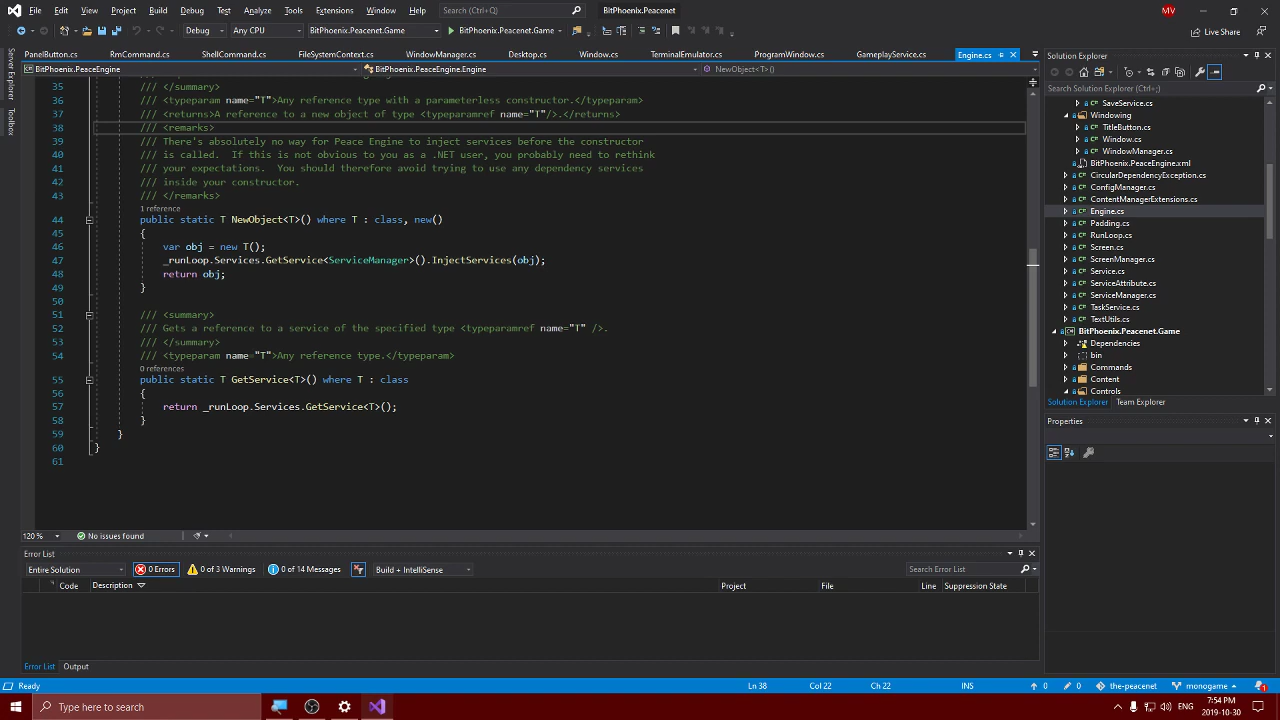 File Edit View Project Build Debug Test Analyze Tools Extensions Window Help Search (Ctrl+Q) BitPhoenix.Peacenet MV
Debug Any CPU BitPhoenix.Peacenet.Game BitPhoenix.Peacenet.Game Live Share
PanelButton.cs RmCommand.cs ShellCommand.cs FileSystemContext.cs WindowManager.cs Desktop.cs Window.cs TerminalEmulator.cs ProgramWindow.cs GameplayService.cs Engine.cs
BitPhoenix.PeaceEngine BitPhoenix.PeaceEngine.Engine NewObject<T>()
Server Explorer
Toolbox
35 /// </summary>
36 /// <typeparam name="T">Any reference type with a parameterless constructor.</typeparam>
37 /// <returns>A reference to a new object of type <typeparamref name="T"/>.</returns>
38 /// <remarks>
39 /// There's absolutely no way for Peace Engine to inject services before the constructor
40 /// is called.  If this is not obvious to you as a .NET user, you probably need to rethink
41 /// your expectations.  You should therefore avoid trying to use any dependency services
42 /// inside your constructor.
43 /// </remarks>
1 reference
44 public static T NewObject<T>() where T : class, new()
45 {
46 var obj = new T();
47 _runLoop.Services.GetService<ServiceManager>().InjectServices(obj);
48 return obj;
49 }
50
51 /// <summary>
52 /// Gets a reference to a service of the specified type <typeparamref name="T" />.
53 /// </summary>
54 /// <typeparam name="T">Any reference type.</typeparam>
0 references
55 public static T GetService<T>() where T : class
56 {
57 return _runLoop.Services.GetService<T>();
58 }
59 }
60 }
61
120 % No issues found
Solution Explorer
Search Solution Explorer (Ctrl+;)
SaveService.cs
Windowing
TitleButton.cs
Window.cs
WindowManager.cs
BitPhoenix.PeaceEngine.xml
CircularDependencyException.cs
ConfigManager.cs
ContentManagerExtensions.cs
Engine.cs
Padding.cs
RunLoop.cs
Screen.cs
ScreenManager.cs
Service.cs
ServiceAttribute.cs
ServiceManager.cs
TaskService.cs
TextUtils.cs
BitPhoenix.Peacenet.Game
Dependencies
bin
Commands
Content
Controls
Solution Explorer Team Explorer
Properties
Error List
Entire Solution 0 Errors 0 of 3 Warnings 0 of 14 Messages Build + IntelliSense Search Error List
Code Description Project File Line Suppression State
Error List Output
Ready Ln 38 Col 22 Ch 22 INS 0 0 the-peacenet monogame 1
Type here to search ENG 7:54 PM
2019-10-30